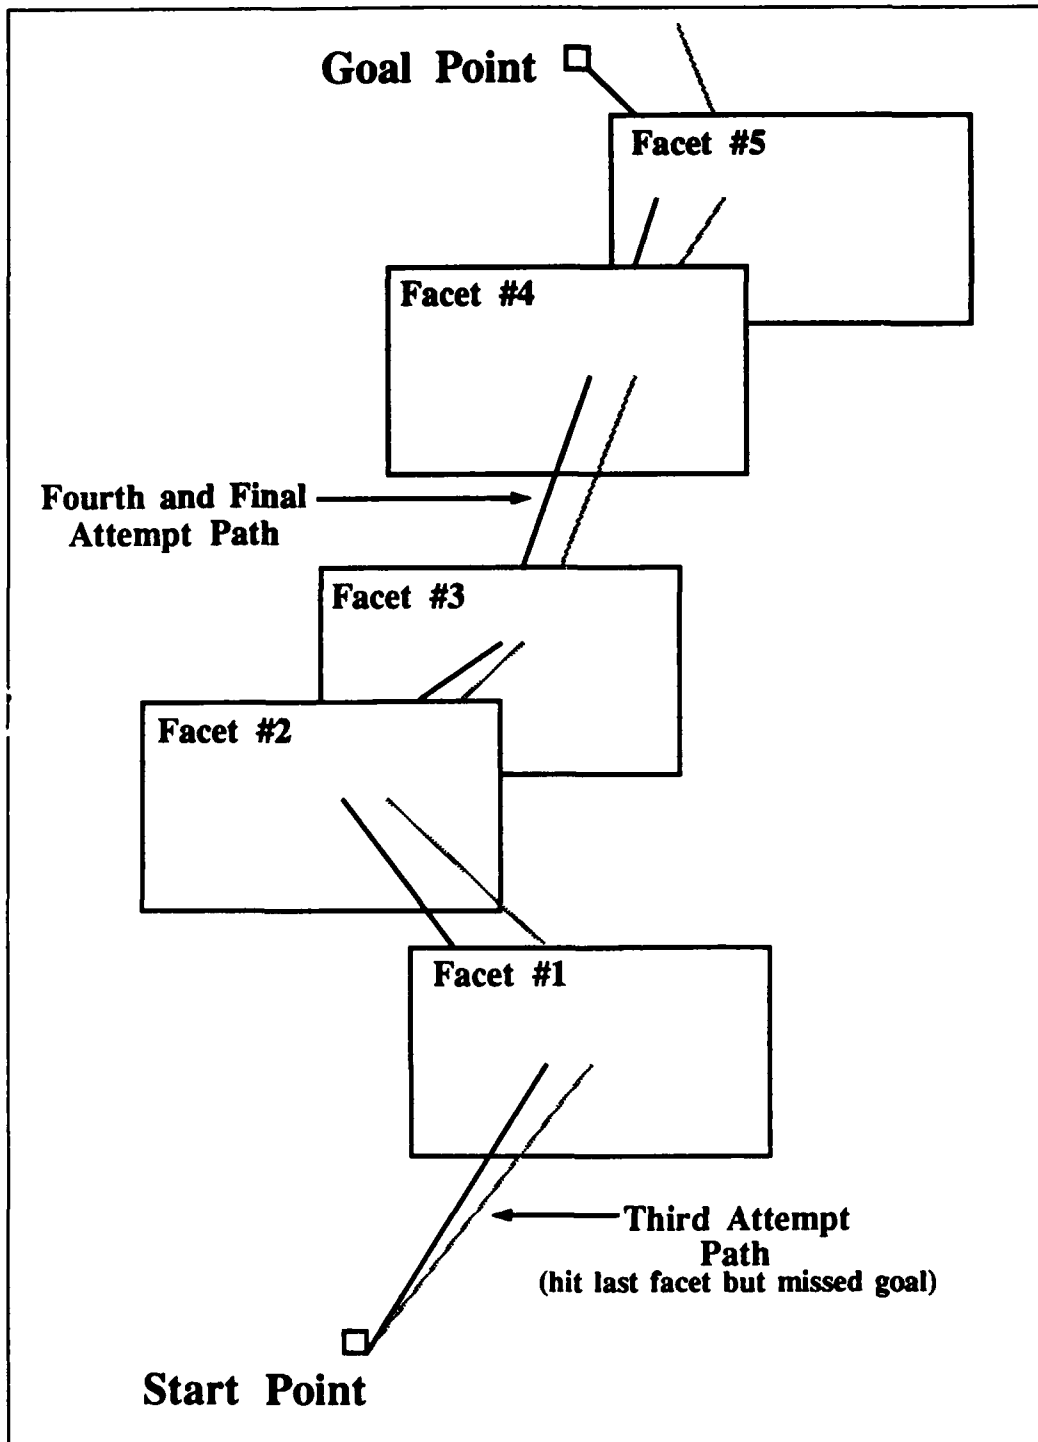 Goal Point
Facet #5
Facet #4
Fourth and Final
Attempt Path
Facet #3
Facet #2
Facet #1
Third Attempt
Path
(hit last facet but missed goal)
Start Point